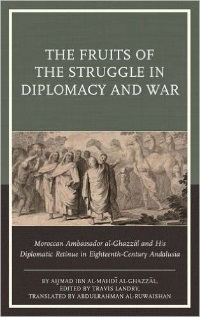 THE FRUITS OF
THE STRUGGLE IN
DIPLOMACY AND WAR
Moroccan Ambassador al-Ghazzāl and His
Diplomatic Retinue in Eighteenth-Century Andalusia
BY AḤMAD IBN AL-MAHDĪ AL-GHAZZĀL,
EDITED BY TRAVIS LANDRY,
TRANSLATED BY ABDULRAHMAN AL-RUWAISHAN